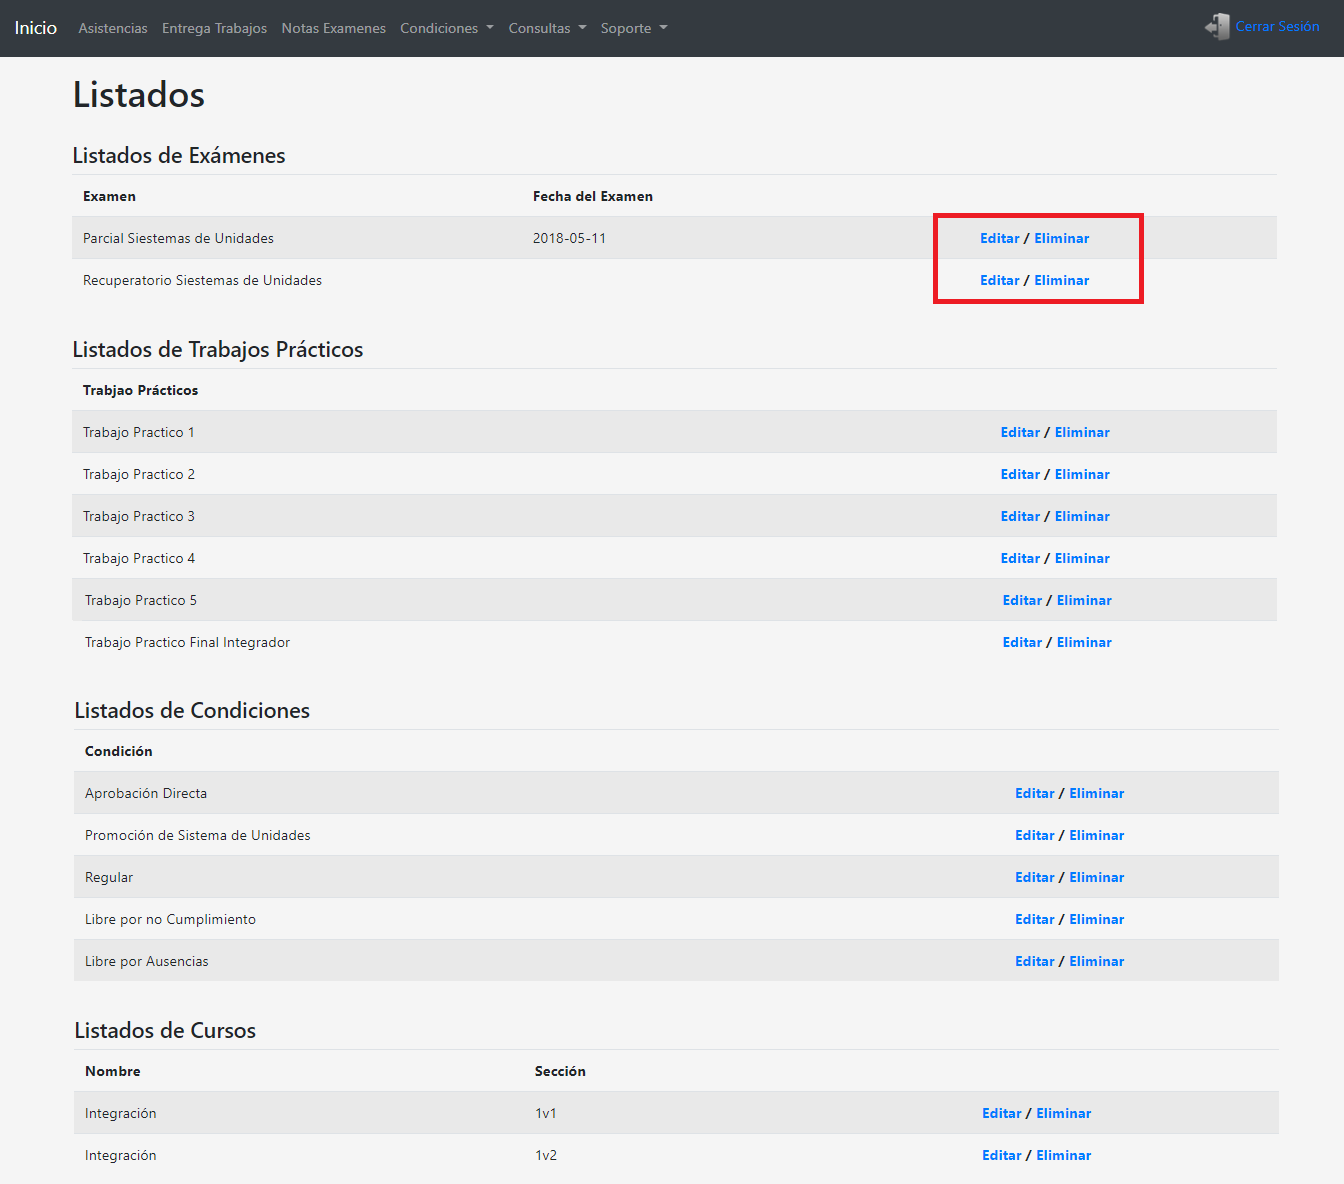 Inicio Asistencias Entrega Trabajos Notas Examenes Condiciones Consultas Soporte Cerrar Sesión
Listados
Listados de Exámenes
Examen Fecha del Examen
Parcial Siestemas de Unidades 2018-05-11 Editar / Eliminar
Recuperatorio Siestemas de Unidades Editar / Eliminar
Listados de Trabajos Prácticos
Trabjao Prácticos
Trabajo Practico 1 Editar / Eliminar
Trabajo Practico 2 Editar / Eliminar
Trabajo Practico 3 Editar / Eliminar
Trabajo Practico 4 Editar / Eliminar
Trabajo Practico 5 Editar / Eliminar
Trabajo Practico Final Integrador Editar / Eliminar
Listados de Condiciones
Condición
Aprobación Directa Editar / Eliminar
Promoción de Sistema de Unidades Editar / Eliminar
Regular Editar / Eliminar
Libre por no Cumplimiento Editar / Eliminar
Libre por Ausencias Editar / Eliminar
Listados de Cursos
Nombre Sección
Integración 1v1 Editar / Eliminar
Integración 1v2 Editar / Eliminar